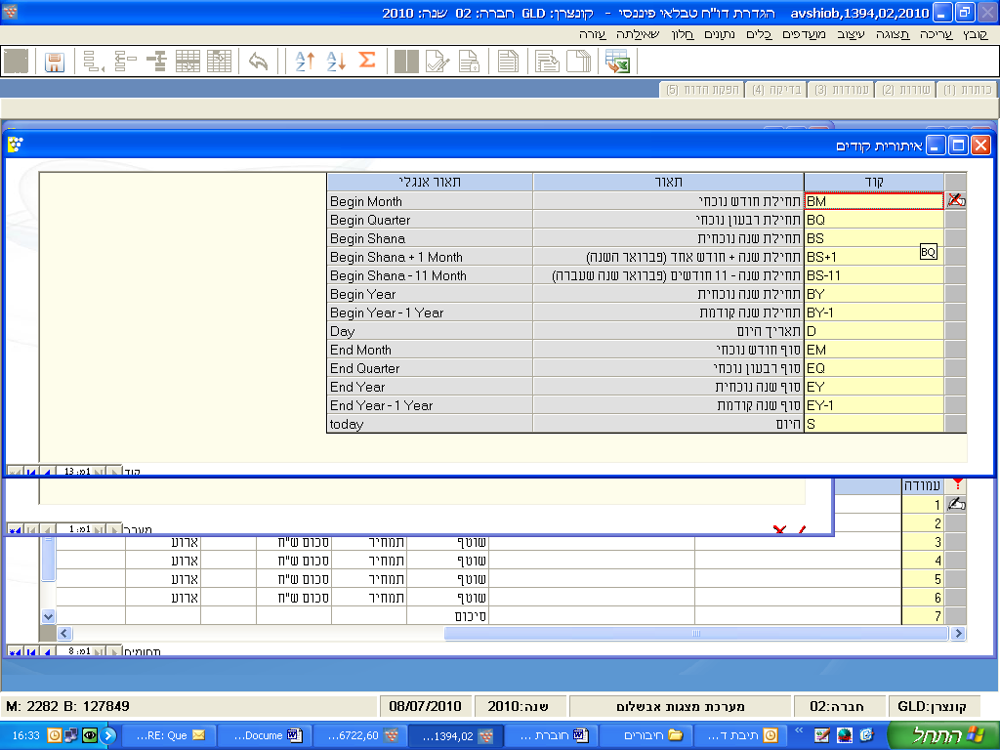 avshiob,1394,02,2010 הגדרת דו"ח טבלאי פיננסי - קונצרן: GLD חברה: 02 שנה: 2010
קובץ עריכה תצוגה עיצוב מועדפים כלים נתונים חלון שאילתה עזרה
כותרת (1) שורות (2) עמודות (3) בדיקה (4) הפקת הדוח (5)
איתורית קודים
קוד תאור תאור אנגלי
BM תחילת חודש נוכחי Begin Month
BQ תחילת רבעון נוכחי Begin Quarter
BS תחילת שנה נוכחית Begin Shana
BS+1 תחילת שנה + חודש אחד (פברואר השנה) Begin Shana + 1 Month
BQ
BS-11 תחילת שנה - 11 חודשים (פברואר שנה שעברה) Begin Shana - 11 Month
BY תחילת שנה נוכחית Begin Year
BY-1 תחילת שנה קודמת Begin Year - 1 Year
D תאריך היום Day
EM סוף חודש נוכחי End Month
EQ סוף רבעון נוכחי End Quarter
EY סוף שנה נוכחית End Year
EY-1 סוף שנה קודמת End Year - 1 Year
S היום today
קוד 1מ: 13
עמודה
1
2
מערכ 1מ: 1
3 שוטף תמחיר סכום ש"ח ארוע
4 שוטף תמחיר סכום ש"ח ארוע
5 שוטף תמחיר סכום ש"ח ארוע
6 שוטף תמחיר סכום ש"ח ארוע
7 סיכום
תחומים 1מ: 8
קונצרן:GLD חברה:02 מערכת מצגות אבשלום שנה:2010 08/07/2010 M: 2282 B: 127849
התחל תיבת ד... חיבורים חוברת ... 1394,02... 6722,60... Docume... RE: Que... 16:33